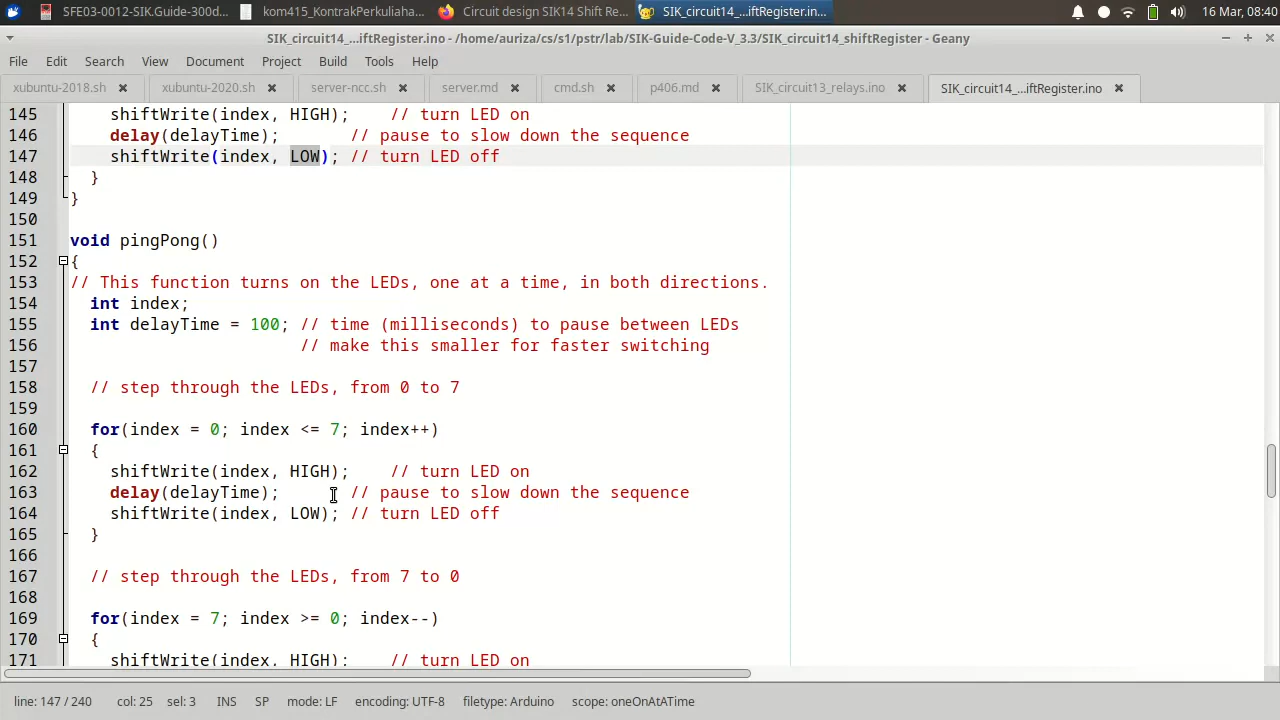 SFE03-0012-SIK.Guide-300d...
kom415_KontrakPerkuliaha...
Circuit design SIK14 Shift Re...
SIK_circuit14_...iftRegister.in...
16 Mar, 08:40
SIK_circuit14_...iftRegister.ino - /home/auriza/cs/s1/pstr/lab/SIK-Guide-Code-V_3.3/SIK_circuit14_shiftRegister - Geany
File Edit Search View Document Project Build Tools Help
xubuntu-2018.sh xubuntu-2020.sh server-ncc.sh server.md cmd.sh p406.md SIK_circuit13_relays.ino SIK_circuit14_...iftRegister.ino
145     shiftWrite(index, HIGH);    // turn LED on
146     delay(delayTime);       // pause to slow down the sequence
147     shiftWrite(index, LOW); // turn LED off
148   }
149 }
150
151 void pingPong()
152 {
153 // This function turns on the LEDs, one at a time, in both directions.
154   int index;
155   int delayTime = 100; // time (milliseconds) to pause between LEDs
156                        // make this smaller for faster switching
157
158   // step through the LEDs, from 0 to 7
159
160   for(index = 0; index <= 7; index++)
161   {
162     shiftWrite(index, HIGH);    // turn LED on
163     delay(delayTime);       // pause to slow down the sequence
164     shiftWrite(index, LOW); // turn LED off
165   }
166
167   // step through the LEDs, from 7 to 0
168
169   for(index = 7; index >= 0; index--)
170   {
171     shiftWrite(index, HIGH);    // turn LED on
line: 147 / 240 col: 25 sel: 3 INS SP mode: LF encoding: UTF-8 filetype: Arduino scope: oneOnAtATime